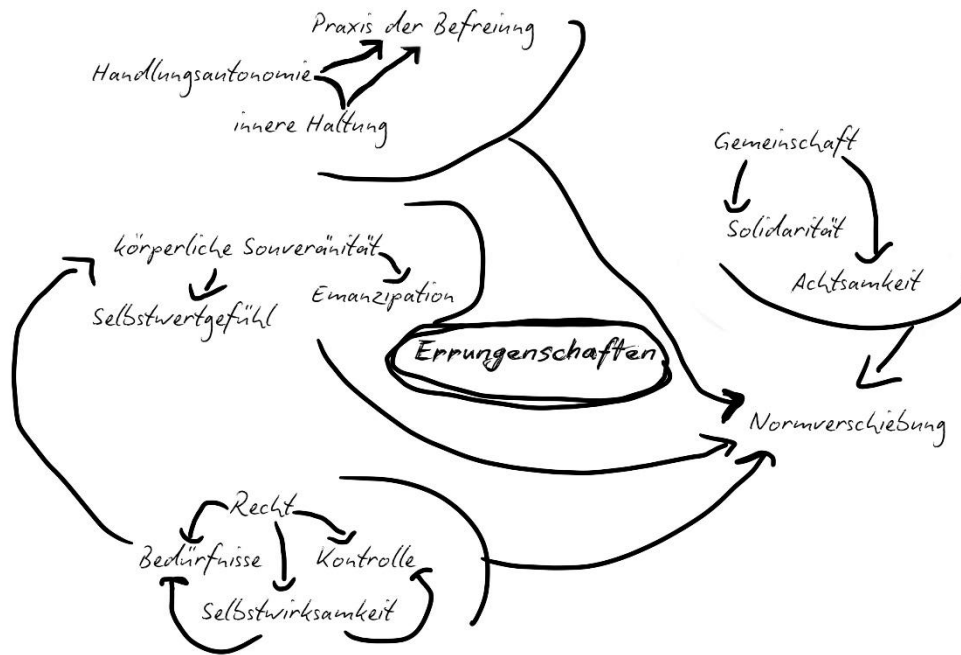 Praxis der Befreiung
Handlungsautonomie
innere Haltung
Gemeinschaft
Solidarität
Achtsamkeit
körperliche Souveränität
Selbstwertgefühl
Emanzipation
Errungenschaften
Normverschiebung
Recht
Bedürfnisse
Kontrolle
Selbstwirksamkeit